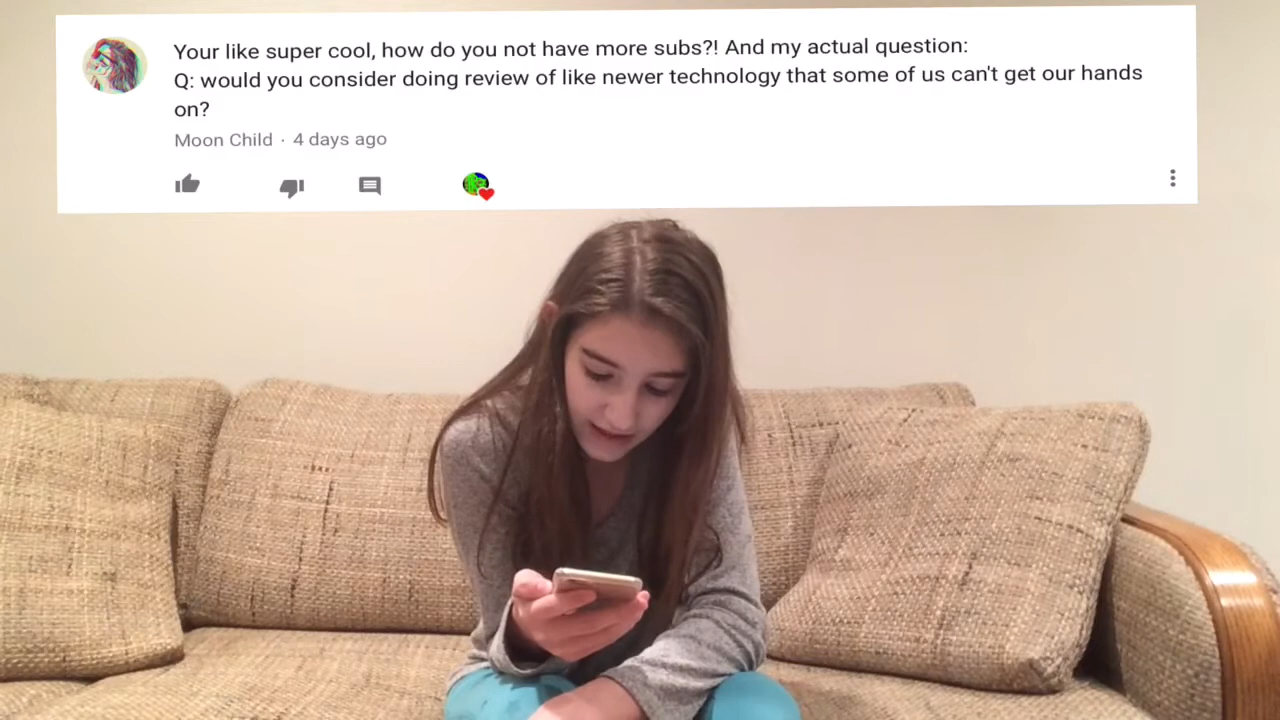 Your like super cool, how do you not have more subs?! And my actual question:
Q: would you consider doing review of like newer technology that some of us can't get our hands
on?
Moon Child · 4 days ago